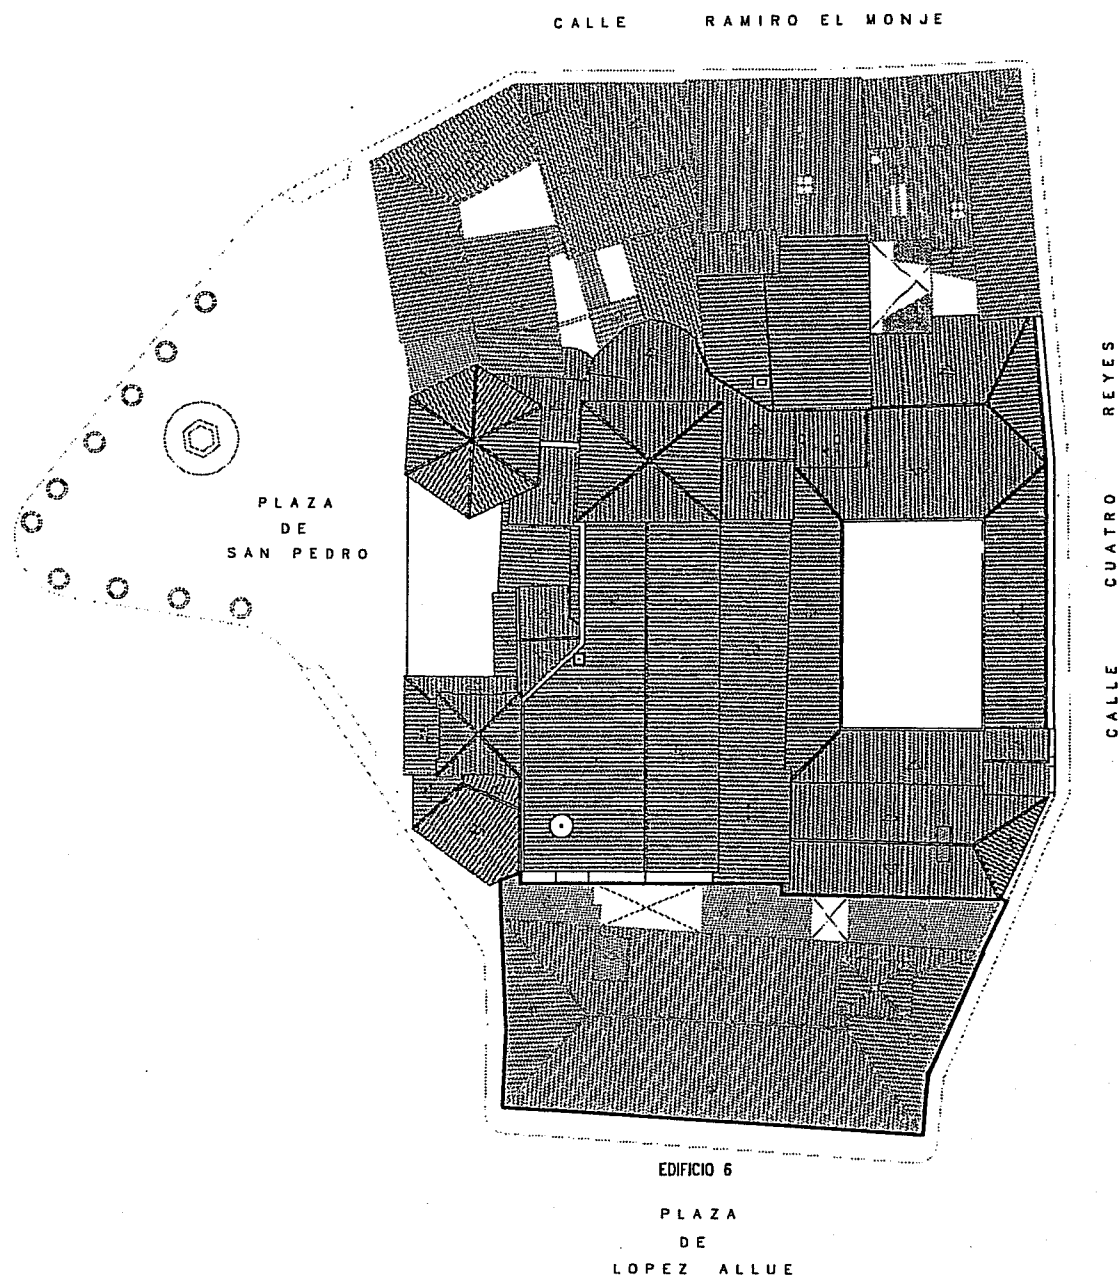 CALLE RAMIRO EL MONJE
CALLE CUATRO REYES
PLAZA
DE
SAN PEDRO
EDIFICIO 6
PLAZA
DE
LOPEZ ALLUE